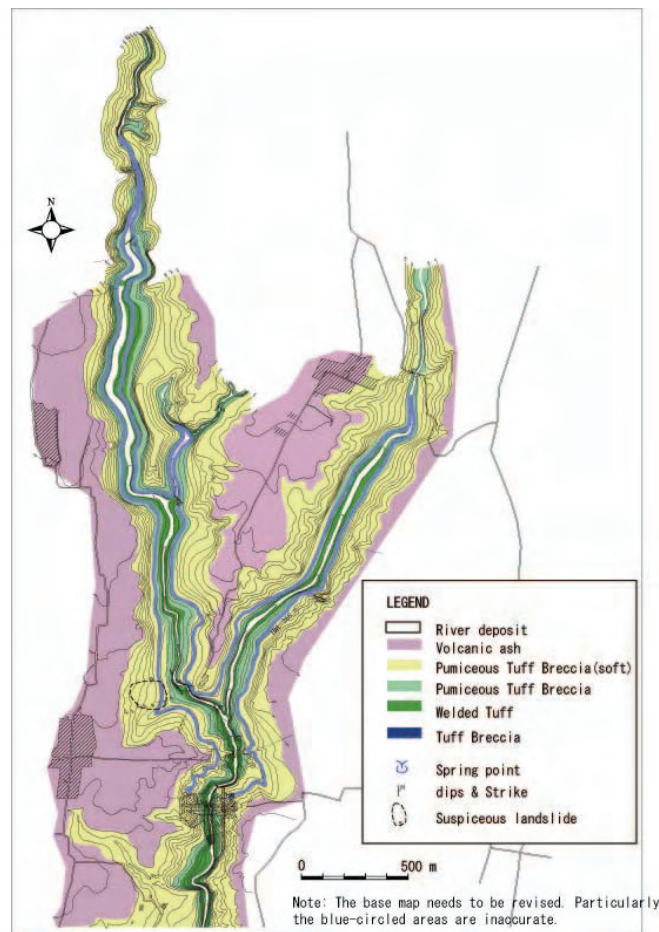 N
LEGEND
River deposit
Volcanic ash
Pumiceous Tuff Breccia(soft)
Pumiceous Tuff Breccia
Welded Tuff
Tuff Breccia
Spring point
dips & Strike
Suspiceous landslide
0 500 m
Note: The base map needs to be revised. Particularly
the blue-circled areas are inaccurate.